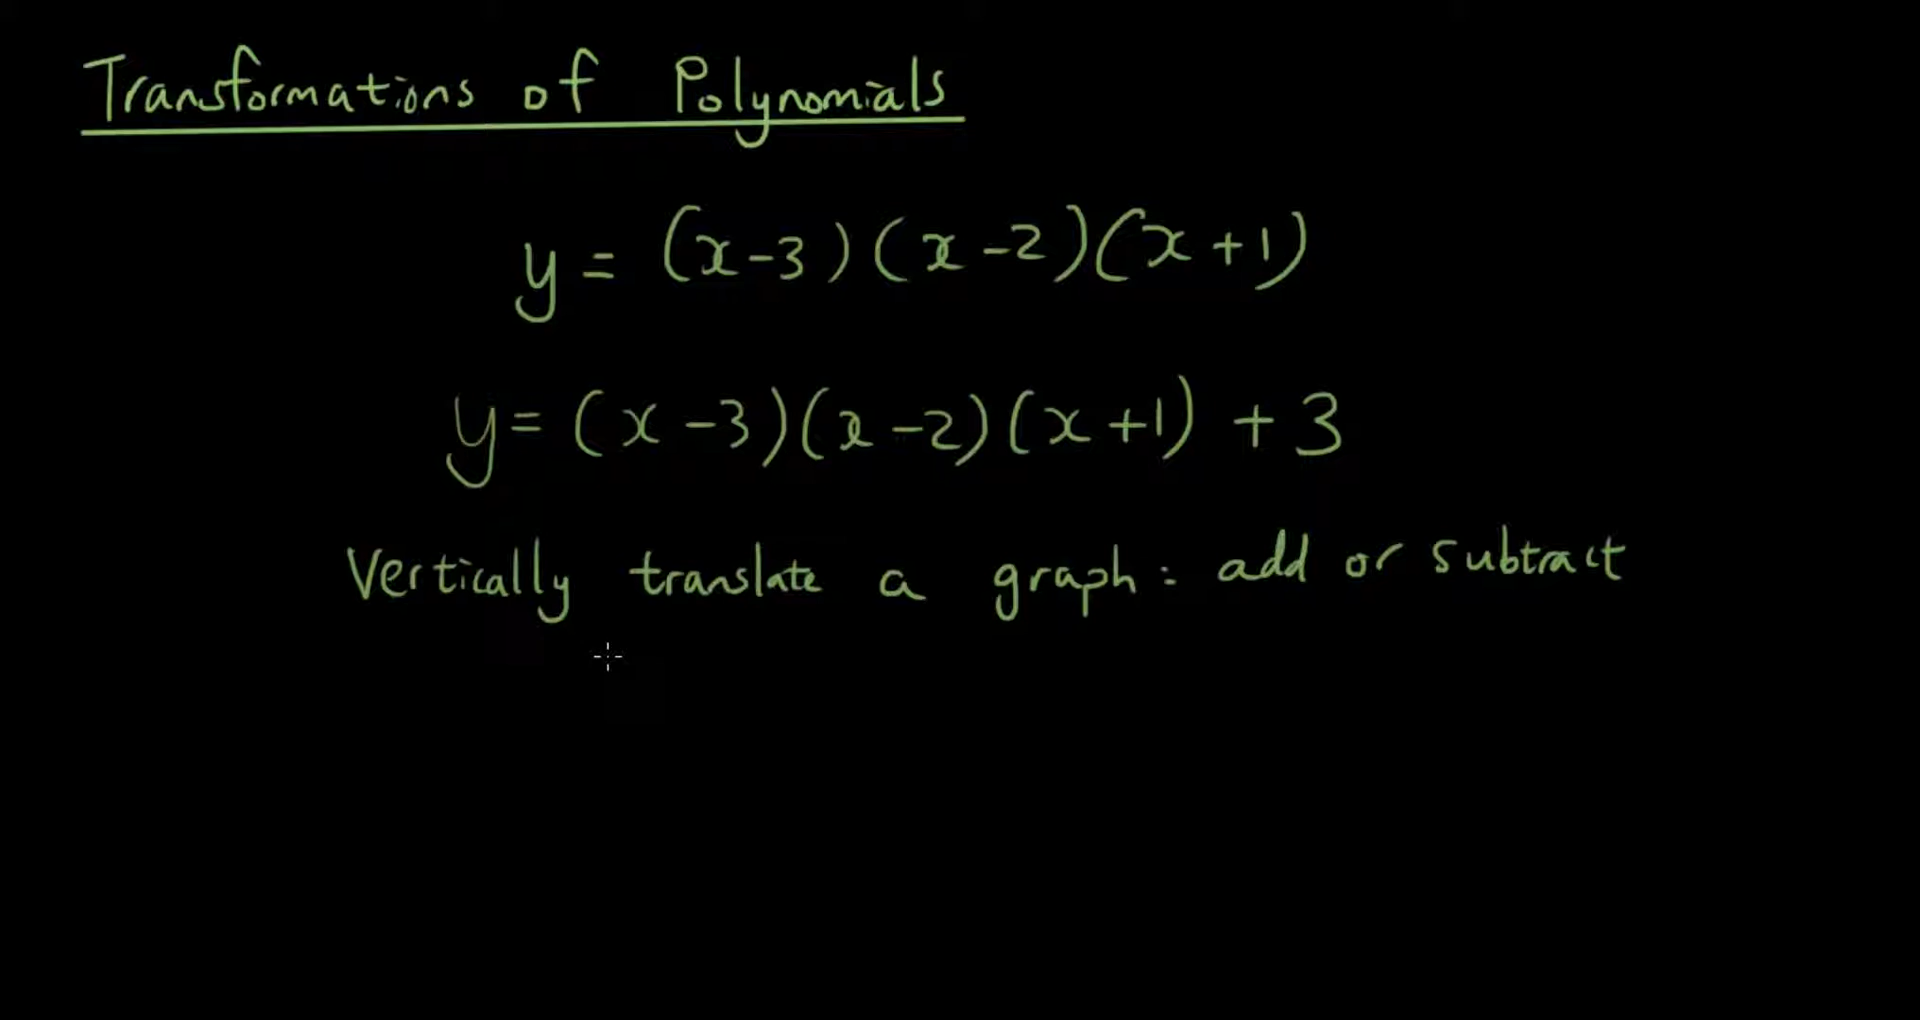 Transformations of Polynomials
y = (x-3)(x-2)(x+1)
y = (x-3)(x-2)(x+1) + 3
Vertically translate a graph: add or subtract